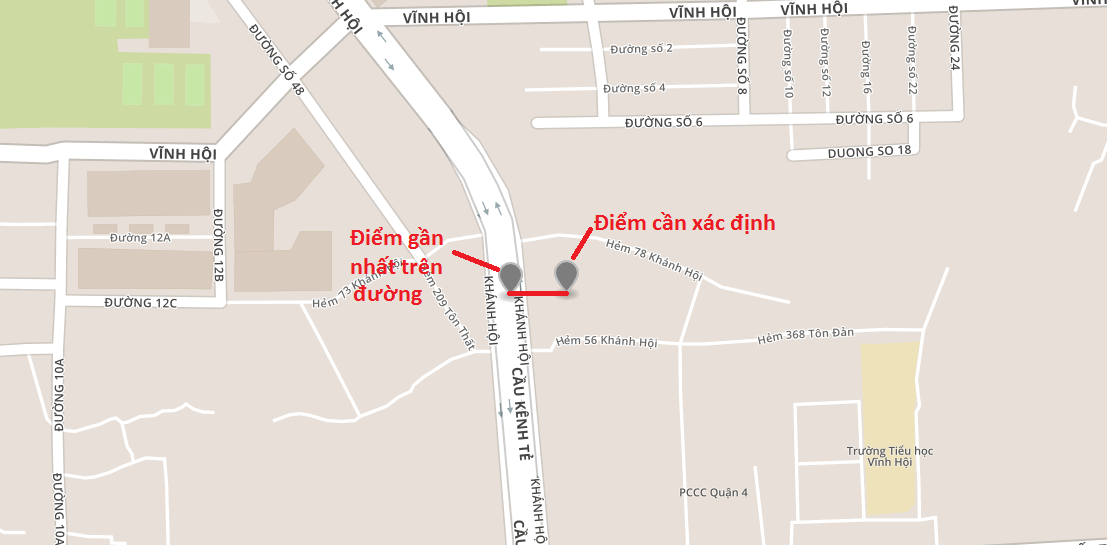 VĨNH HỘI
VĨNH HỘI
VĨNH HỘI
NH HỘI
ĐƯỜNG SỐ 48
Đường số 2
Đường số 4
ĐƯỜNG SỐ 8
Đường số 10
Đường số 12
Đường 16
Đường số 22
ĐƯỜNG 24
ĐƯỜNG SỐ 6
ĐƯỜNG SỐ 6
DUONG SO 18
VĨNH HỘI
Đường 12A
ĐƯỜNG 12B
ĐƯỜNG 12C
Điểm gần
nhất trên
đường
Điểm cần xác định
Hẻm 78 Khánh Hội
Hẻm 73 Khánh Hội
Hẻm 209 Tôn Thất
KHÁNH HỘI
KHÁNH HỘI
Hẻm 56 Khánh Hội
Hẻm 368 Tôn Đàn
ĐƯỜNG 10A
CẦU KÊNH TẺ
Trường Tiểu học
Vĩnh Hội
PCCC Quận 4
ĐƯỜNG 10A
KHÁNH HỘ
CẦU